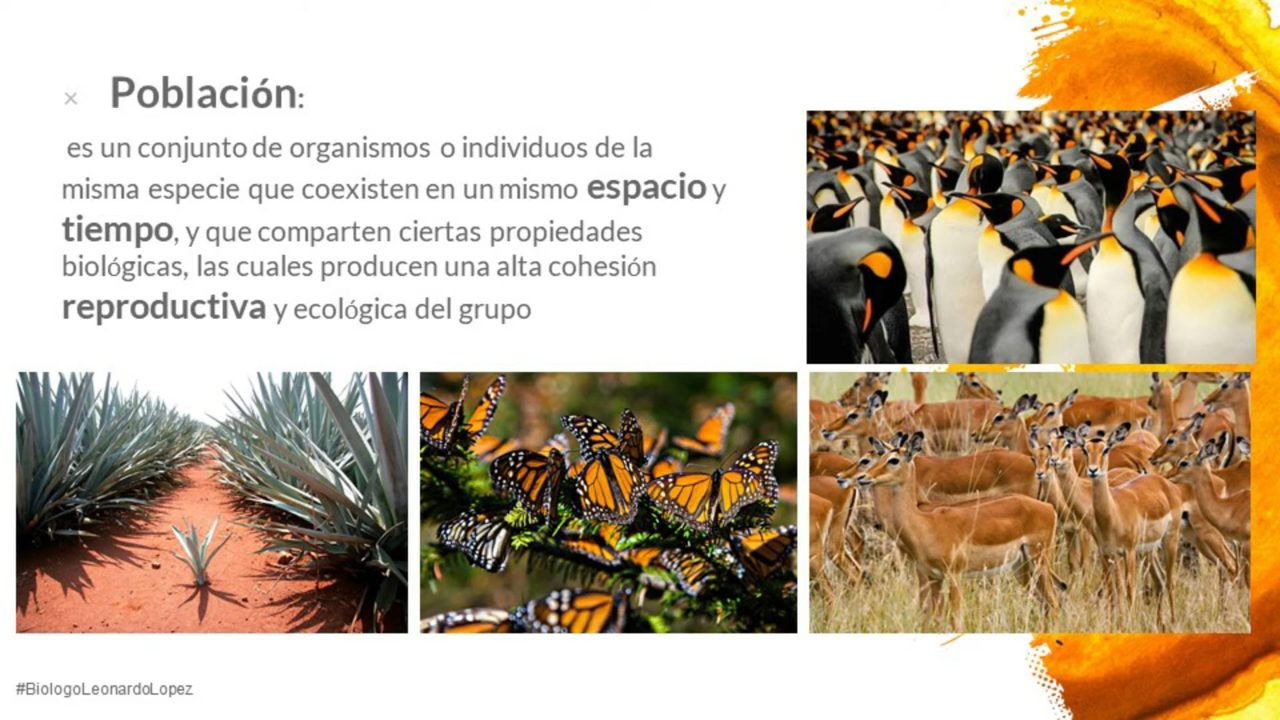 × Población:
es un conjunto de organismos o individuos de la
misma especie que coexisten en un mismo espacio y
tiempo, y que comparten ciertas propiedades
biológicas, las cuales producen una alta cohesión
reproductiva y ecológica del grupo
#BiologoLeonardoLopez